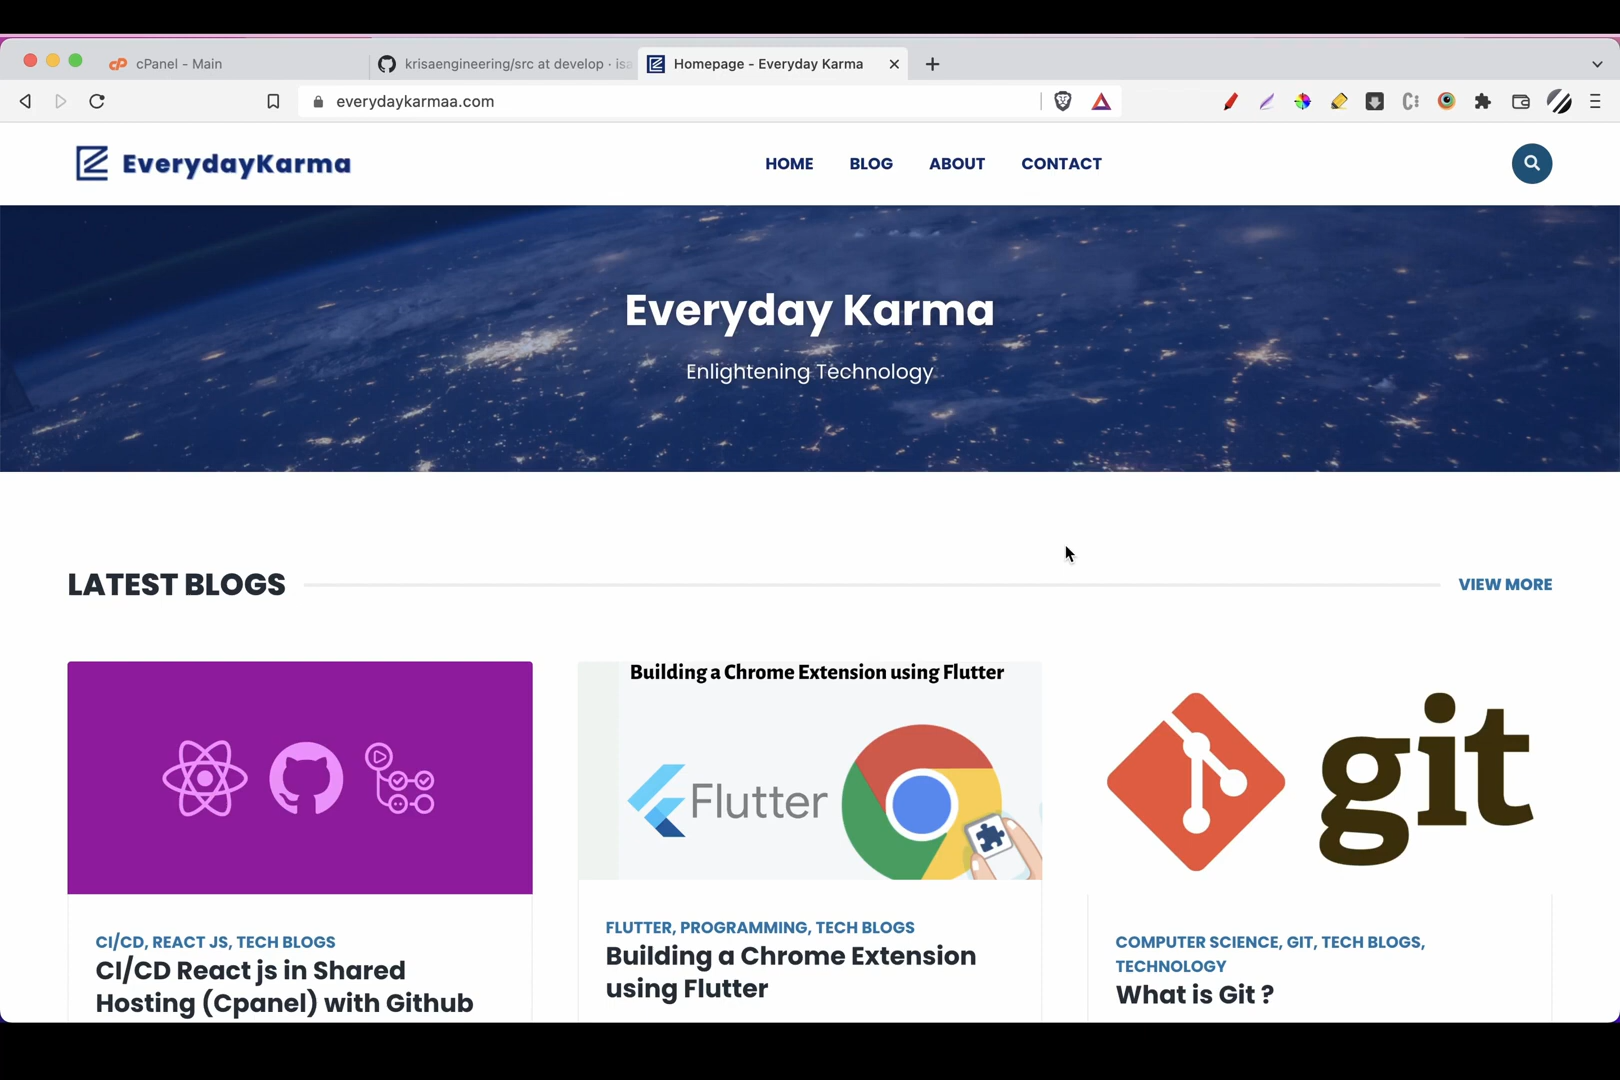 cPanel - Main
krisaengineering/src at develop · isa
Homepage - Everyday Karma
everydaykarmaa.com
EverydayKarma
HOME
BLOG
ABOUT
CONTACT
Everyday Karma
Enlightening Technology
LATEST BLOGS
VIEW MORE
CI/CD, REACT JS, TECH BLOGS
CI/CD React js in Shared
Hosting (Cpanel) with Github
Building a Chrome Extension using Flutter
Flutter
FLUTTER, PROGRAMMING, TECH BLOGS
Building a Chrome Extension
using Flutter
git
COMPUTER SCIENCE, GIT, TECH BLOGS,
TECHNOLOGY
What is Git ?